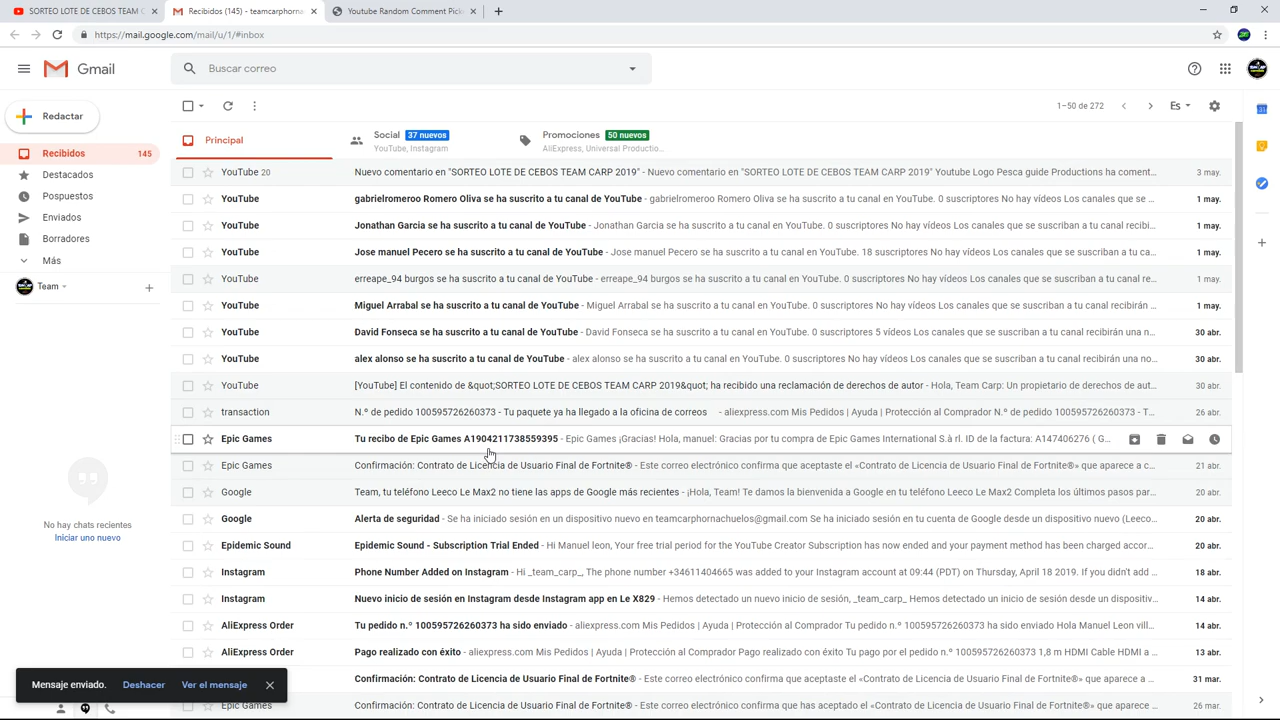 SORTEO LOTE DE CEBOS TEAM C
Recibidos (145) - teamcarphorna
Youtube Random Comment Pick
https://mail.google.com/mail/u/1/#inbox
Gmail
Buscar correo
Redactar
1–50 de 272
Es
Recibidos 145
Destacados
Pospuestos
Enviados
Borradores
Más
Team
No hay chats recientes
Iniciar uno nuevo
Principal
Social 37 nuevos
YouTube, Instagram
Promociones 50 nuevos
AliExpress, Universal Productio...
YouTube 20 Nuevo comentario en "SORTEO LOTE DE CEBOS TEAM CARP 2019" - Nuevo comentario en "SORTEO LOTE DE CEBOS TEAM CARP 2019" Youtube Logo Pesca guide Productions ha coment... 3 may.
YouTube gabrielromeroo Romero Oliva se ha suscrito a tu canal de YouTube - gabrielromeroo Romero Oliva se ha suscrito a tu canal de YouTube. 0 suscriptores No hay vídeos Los canales que se ... 1 may.
YouTube Jonathan Garcia se ha suscrito a tu canal de YouTube - Jonathan Garcia se ha suscrito a tu canal de YouTube. 0 suscriptores No hay vídeos Los canales que se suscriban a tu canal recibi... 1 may.
YouTube Jose manuel Pecero se ha suscrito a tu canal de YouTube - Jose manuel Pecero se ha suscrito a tu canal de YouTube. 18 suscriptores No hay vídeos Los canales que se suscriban a tu ca... 1 may.
YouTube erreape_94 burgos se ha suscrito a tu canal de YouTube - erreape_94 burgos se ha suscrito a tu canal de YouTube. 0 suscriptores No hay vídeos Los canales que se suscriban a tu canal re... 1 may.
YouTube Miguel Arrabal se ha suscrito a tu canal de YouTube - Miguel Arrabal se ha suscrito a tu canal de YouTube. 0 suscriptores No hay vídeos Los canales que se suscriban a tu canal recibirán ... 1 may.
YouTube David Fonseca se ha suscrito a tu canal de YouTube - David Fonseca se ha suscrito a tu canal de YouTube. 0 suscriptores 5 vídeos Los canales que se suscriban a tu canal recibirán una n... 30 abr.
YouTube alex alonso se ha suscrito a tu canal de YouTube - alex alonso se ha suscrito a tu canal de YouTube. 0 suscriptores No hay vídeos Los canales que se suscriban a tu canal recibirán una no... 30 abr.
YouTube [YouTube] El contenido de &quot;SORTEO LOTE DE CEBOS TEAM CARP 2019&quot; ha recibido una reclamación de derechos de autor - Hola, Team Carp: Un propietario de derechos de aut... 30 abr.
transaction N.º de pedido 100595726260373 - Tu paquete ya ha llegado a la oficina de correos - aliexpress.com Mis Pedidos | Ayuda | Protección al Comprador N.º de pedido 100595726260373 - T... 26 abr.
Epic Games Tu recibo de Epic Games A1904211738559395 - Epic Games ¡Gracias! Hola, manuel: Gracias por tu compra de Epic Games International S.à rl. ID de la factura: A147406276 ( G...
Epic Games Confirmación: Contrato de Licencia de Usuario Final de Fortnite® - Este correo electrónico confirma que aceptaste el «Contrato de Licencia de Usuario Final de Fortnite®» que aparece a c... 21 abr.
Google Team, tu teléfono Leeco Le Max2 no tiene las apps de Google más recientes - ¡Hola, Team! Te damos la bienvenida a Google en tu teléfono Leeco Le Max2 Completa los últimos pasos par... 20 abr.
Google Alerta de seguridad - Se ha iniciado sesión en un dispositivo nuevo en teamcarphornachuelos@gmail.com Se ha iniciado sesión en tu cuenta de Google desde un dispositivo nuevo (Leeco... 20 abr.
Epidemic Sound Epidemic Sound - Subscription Trial Ended - Hi Manuel leon, Your free trial period for the YouTube Creator Subscription has now ended and your payment method has been charged accor... 20 abr.
Instagram Phone Number Added on Instagram - Hi _team_carp_, The phone number +34611404665 was added to your Instagram account at 09:44 (PDT) on Thursday, April 18 2019. If you didn't add ... 18 abr.
Instagram Nuevo inicio de sesión en Instagram desde Instagram app en Le X829 - Hemos detectado un nuevo inicio de sesión, _team_carp_ Hemos detectado un nuevo inicio de sesión desde un dispositiv... 14 abr.
AliExpress Order Tu pedido n.º 100595726260373 ha sido enviado - aliexpress.com Mis Pedidos | Ayuda | Protección al Comprador Tu pedido n.º 100595726260373 ha sido enviado Hola Manuel Leon vill... 14 abr.
AliExpress Order Pago realizado con éxito - aliexpress.com Mis Pedidos | Ayuda | Protección al Comprador Pago realizado con éxito Tu pago por el pedido n.º 100595726260373 1,8 m HDMI Cable HDMI a ... 13 abr.
Confirmación: Contrato de Licencia de Usuario Final de Fortnite® - Este correo electrónico confirma que aceptaste el «Contrato de Licencia de Usuario Final de Fortnite®» que aparece a ... 31 mar.
Epic Games Confirmación: Contrato de Licencia de Usuario Final de Fortnite® - Este correo electrónico confirma que has aceptado el «Contrato de Licencia de Usuario Final de Fortnite®» que aparece a ... 26 mar.
Mensaje enviado. Deshacer Ver el mensaje